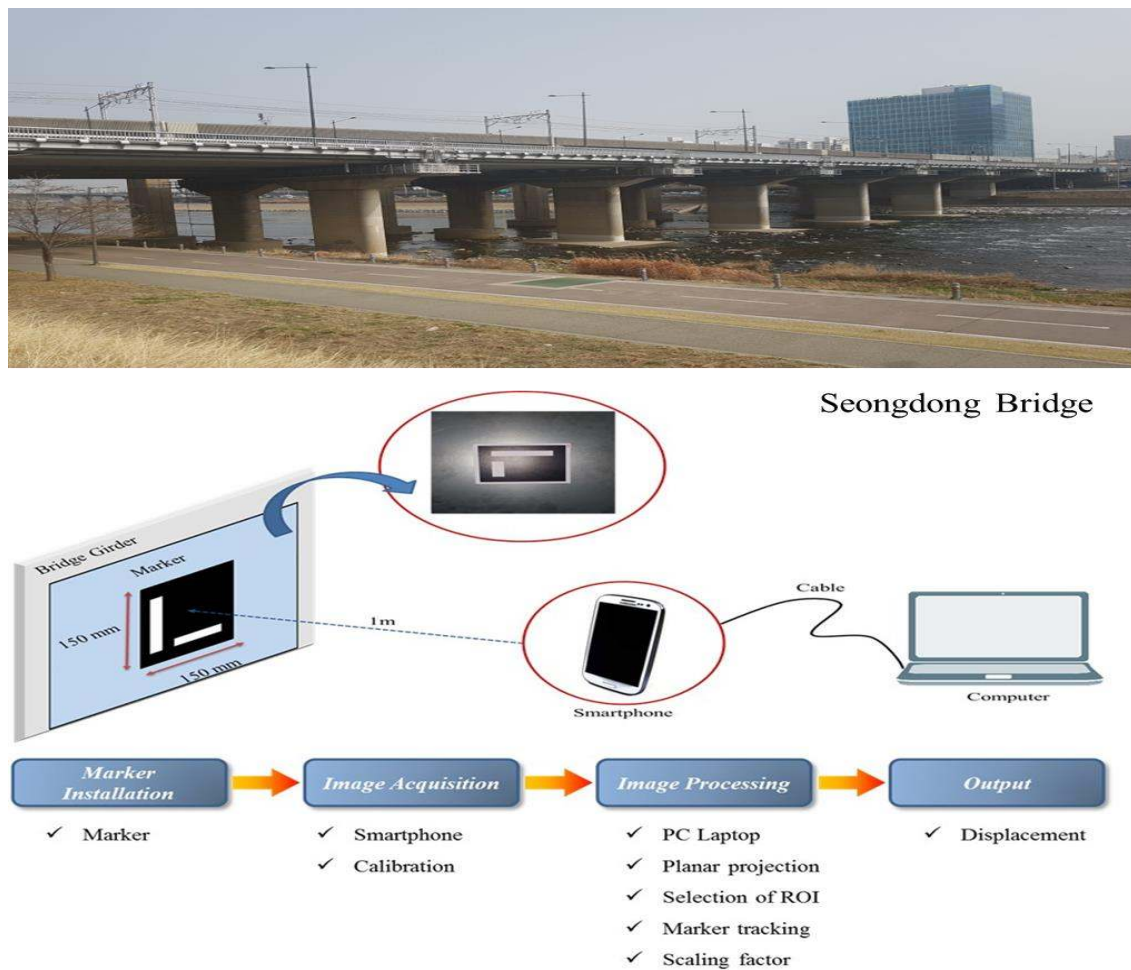 Seongdong Bridge
Bridge Girder
Marker
150 mm
150 mm
1m
Cable
Smartphone
Computer
Marker
Installation
Image Acquisition
Image Processing
Output
✓ Marker
✓ Smartphone
✓ Calibration
✓ PC Laptop
✓ Planar projection
✓ Selection of ROI
✓ Marker tracking
✓ Scaling factor
✓ Displacement